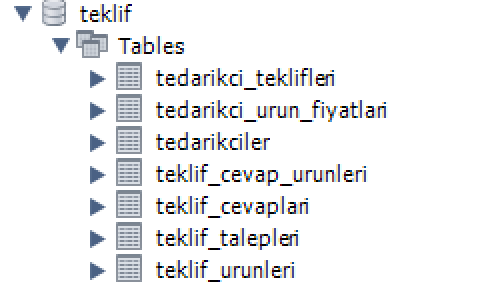 teklif
Tables
tedarikci_teklifleri
tedarikci_urun_fiyatlari
tedarikciler
teklif_cevap_urunleri
teklif_cevaplari
teklif_talepleri
teklif_urunleri